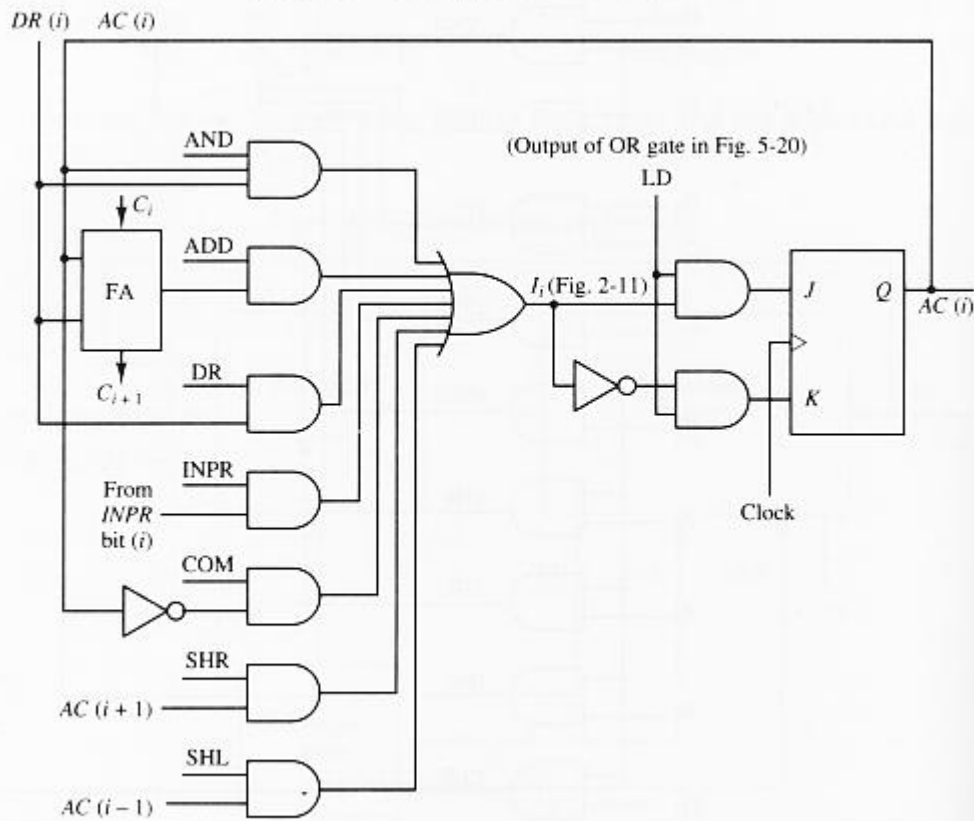 DR (i) AC (i)
AND
(Output of OR gate in Fig. 5-20)
LD
C_i
ADD
FA
I_i (Fig. 2-11)
J Q
AC (i)
C_{i+1}
DR
K
INPR
From
INPR
bit (i)
Clock
COM
SHR
AC (i + 1)
SHL
AC (i − 1)